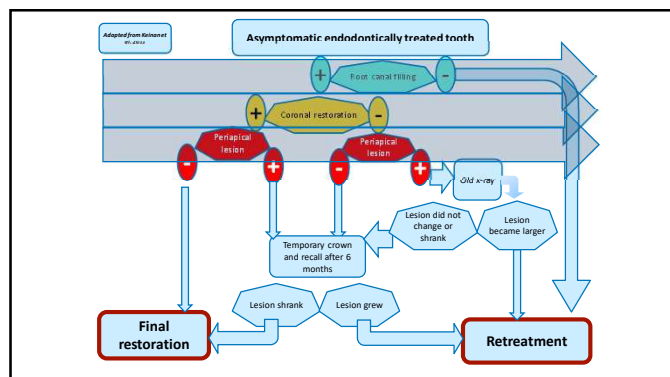 Adapted from Keinan et
Asymptomatic endodontically treated tooth
+
Root canal filling
-
+
Coronal restoration
-
Periapical
lesion
Periapical
lesion
-
+
-
+
Old x-ray
Lesion did not
change or
shrank
Lesion
became larger
Temporary crown
and recall after 6
months
Lesion shrank
Lesion grew
Final
restoration
Retreatment